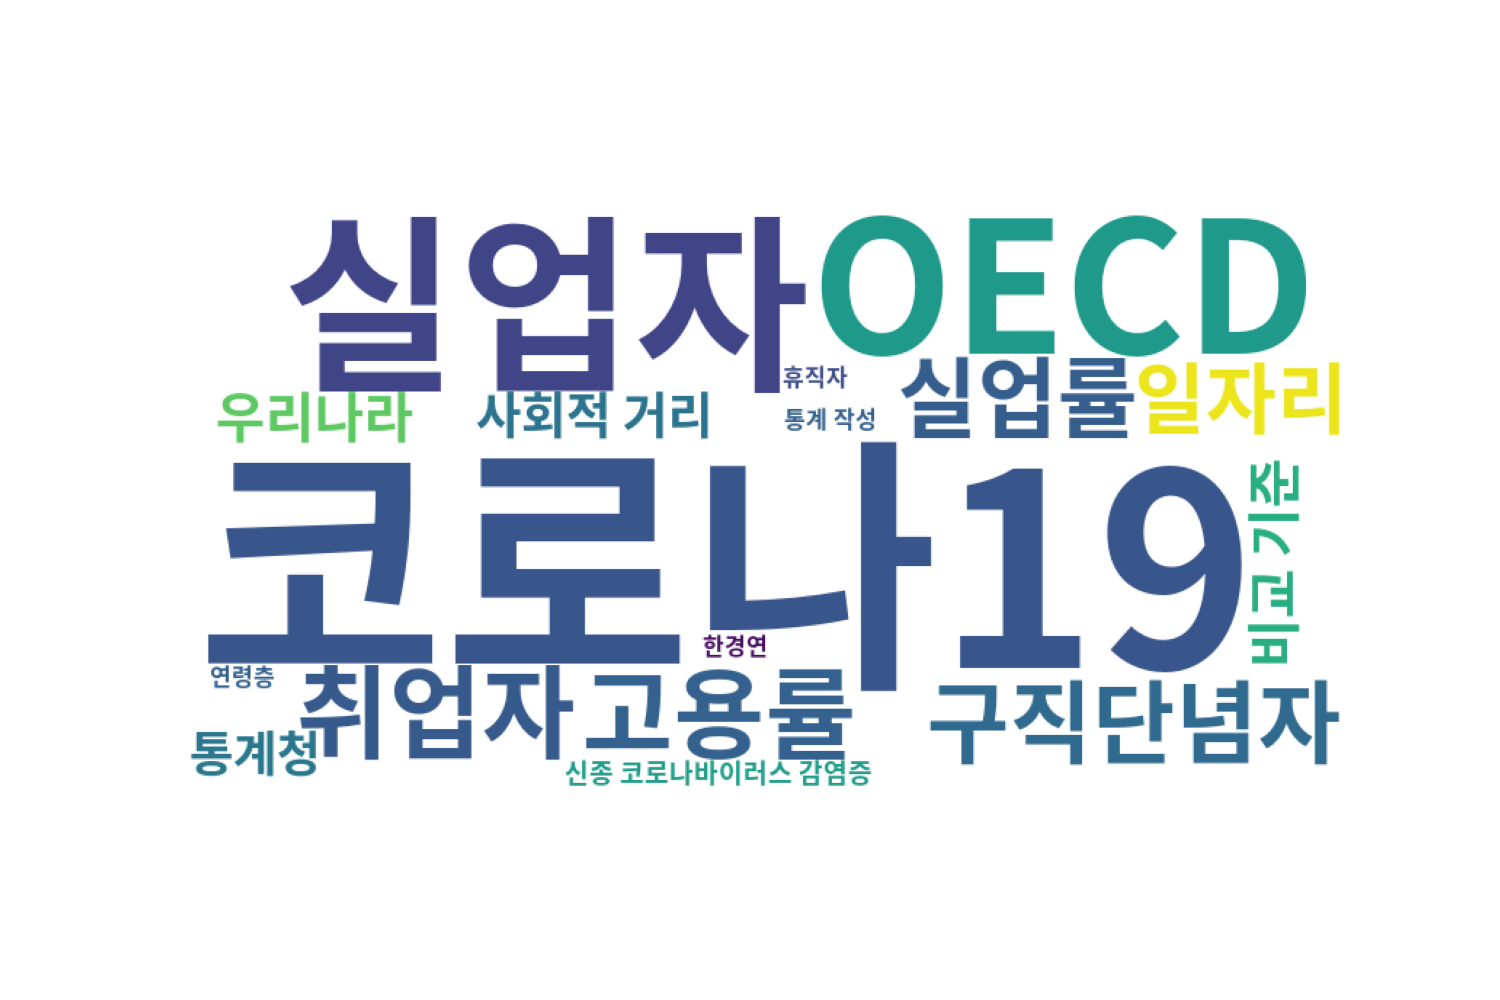 실업자
OECD
휴직자
실업률
일자리
우리나라
사회적 거리
통계 작성
코로나19
비교 기준
한경연
연령층
취업자
고용률
구직단념자
통계청
신종 코로나바이러스 감염증